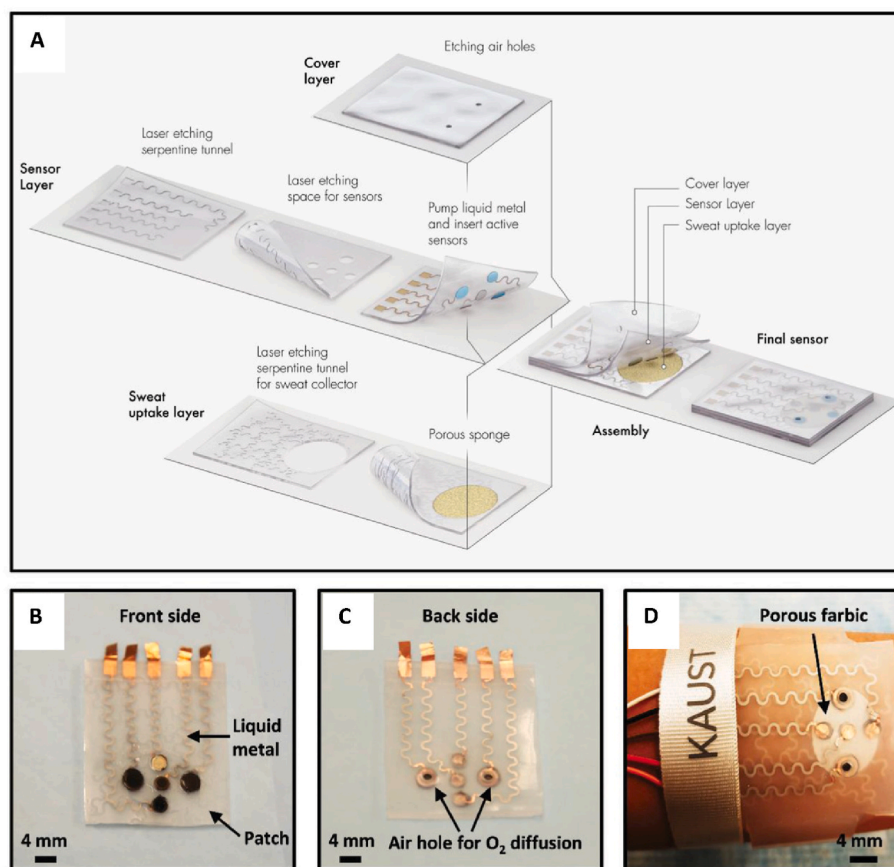 A
Etching air holes
Cover
layer
Laser etching
serpentine tunnel
Sensor
Layer
Laser etching
space for sensors
Pump liquid metal
and insert active
sensors
Cover layer
Sensor Layer
Sweat uptake layer
Final sensor
Laser etching
serpentine tunnel
for sweat collector
Sweat
uptake layer
Porous sponge
Assembly
B
Front side
Liquid
metal
Patch
4 mm
C
Back side
Air hole for O₂ diffusion
4 mm
D
Porous farbic
KAUST
4 mm